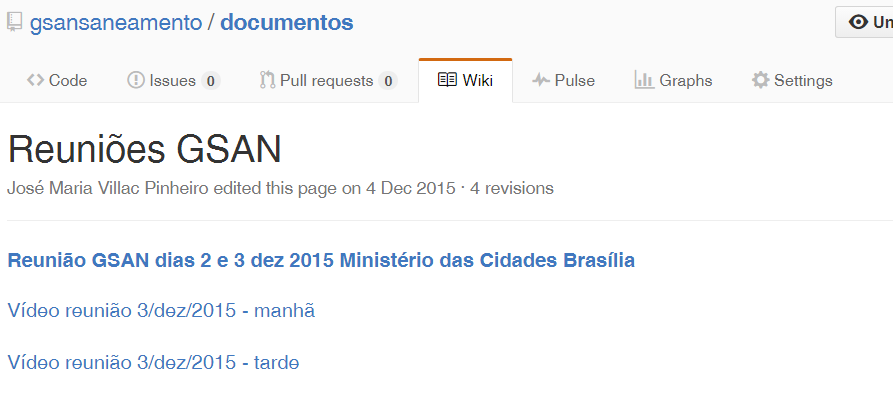 gsansaneamento / documentos
Un
Code Issues 0 Pull requests 0 Wiki Pulse Graphs Settings
Reuniões GSAN
José Maria Villac Pinheiro edited this page on 4 Dec 2015 · 4 revisions
Reunião GSAN dias 2 e 3 dez 2015 Ministério das Cidades Brasília
Vídeo reunião 3/dez/2015 - manhã
Vídeo reunião 3/dez/2015 - tarde